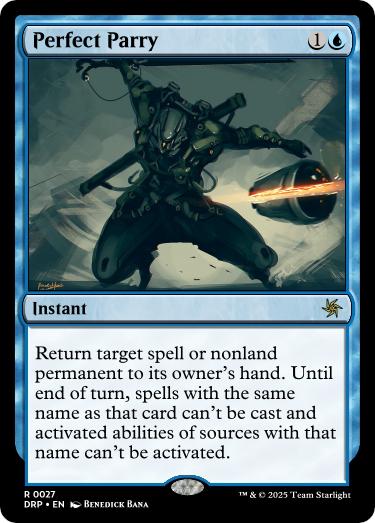 Perfect Parry
1
Instant
Return target spell or nonland
permanent to its owner's hand. Until
end of turn, spells with the same
name as that card can't be cast and
activated abilities of sources with that
name can't be activated.
R 0027
DRP • EN BENEDICK BANA
™ & © 2025 Team Starlight